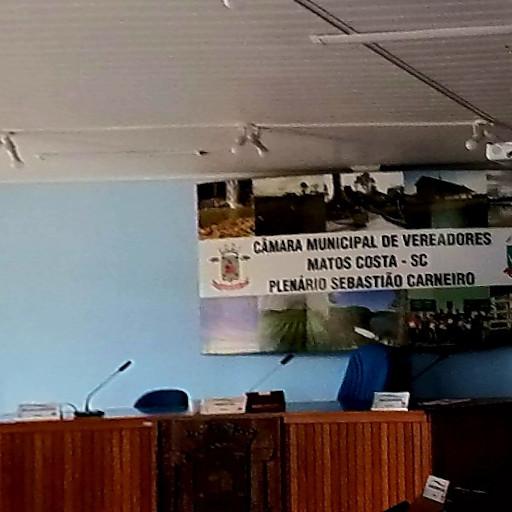 CÂMARA MUNICIPAL DE VEREADORES
MATOS COSTA - SC
PLENÁRIO SEBASTIÃO CARNEIRO